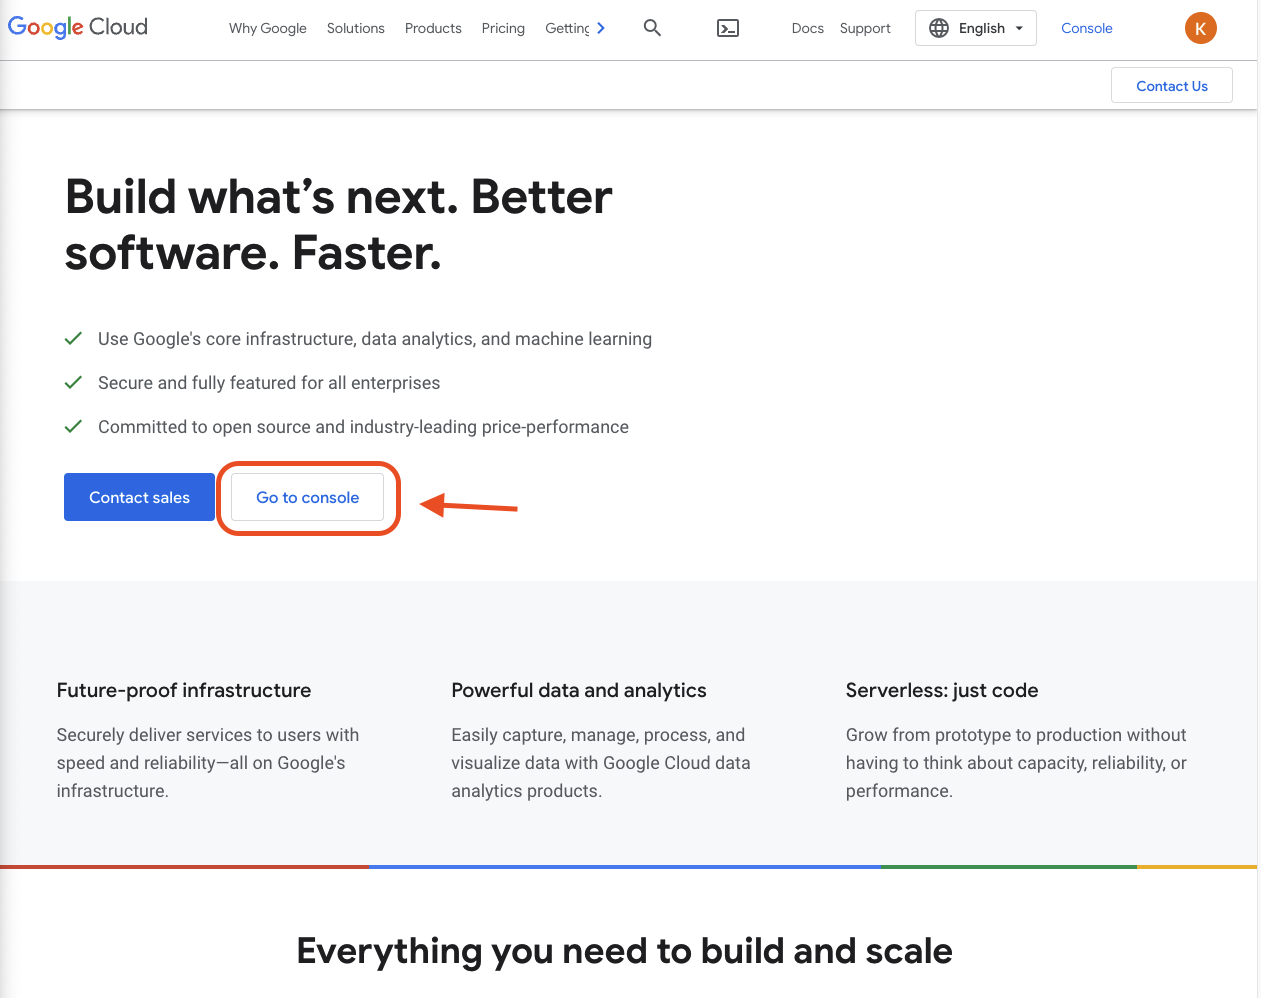 Google Cloud
Why Google Solutions Products Pricing Getting Docs Support English Console K
Contact Us
Build what’s next. Better
software. Faster.
Use Google's core infrastructure, data analytics, and machine learning
Secure and fully featured for all enterprises
Committed to open source and industry-leading price-performance
Contact sales Go to console
Future-proof infrastructure
Securely deliver services to users with
speed and reliability—all on Google's
infrastructure.
Powerful data and analytics
Easily capture, manage, process, and
visualize data with Google Cloud data
analytics products.
Serverless: just code
Grow from prototype to production without
having to think about capacity, reliability, or
performance.
Everything you need to build and scale